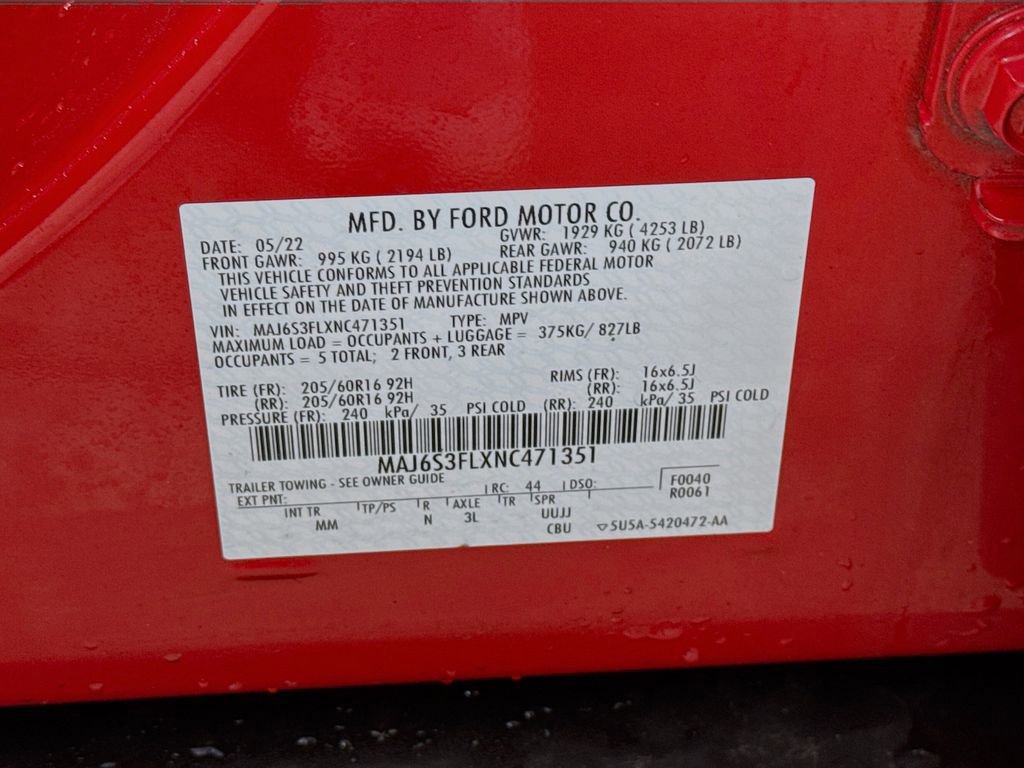 MFD. BY FORD MOTOR CO.
DATE: 05/22 GVWR: 1929 KG ( 4253 LB)
FRONT GAWR: 995 KG ( 2194 LB) REAR GAWR: 940 KG ( 2072 LB)
THIS VEHICLE CONFORMS TO ALL APPLICABLE FEDERAL MOTOR
VEHICLE SAFETY AND THEFT PREVENTION STANDARDS
IN EFFECT ON THE DATE OF MANUFACTURE SHOWN ABOVE.
VIN: MAJ6S3FLXNC471351 TYPE: MPV
MAXIMUM LOAD = OCCUPANTS + LUGGAGE = 375KG/ 827LB
OCCUPANTS = 5 TOTAL; 2 FRONT, 3 REAR
TIRE (FR): 205/60R16 92H RIMS (FR): 16x6.5J
(RR): 205/60R16 92H (RR): 16x6.5J
PRESSURE (FR): 240 kPa/ 35 PSI COLD (RR): 240 kPa/ 35 PSI COLD
MAJ6S3FLXNC471351
TRAILER TOWING - SEE OWNER GUIDE
EXT PNT: RC: 44 DSO: F0040
R0061
INT TR TP/PS R AXLE TR SPR
MM N 3L UUJJ
CBU ▽5U5A-5420472-AA